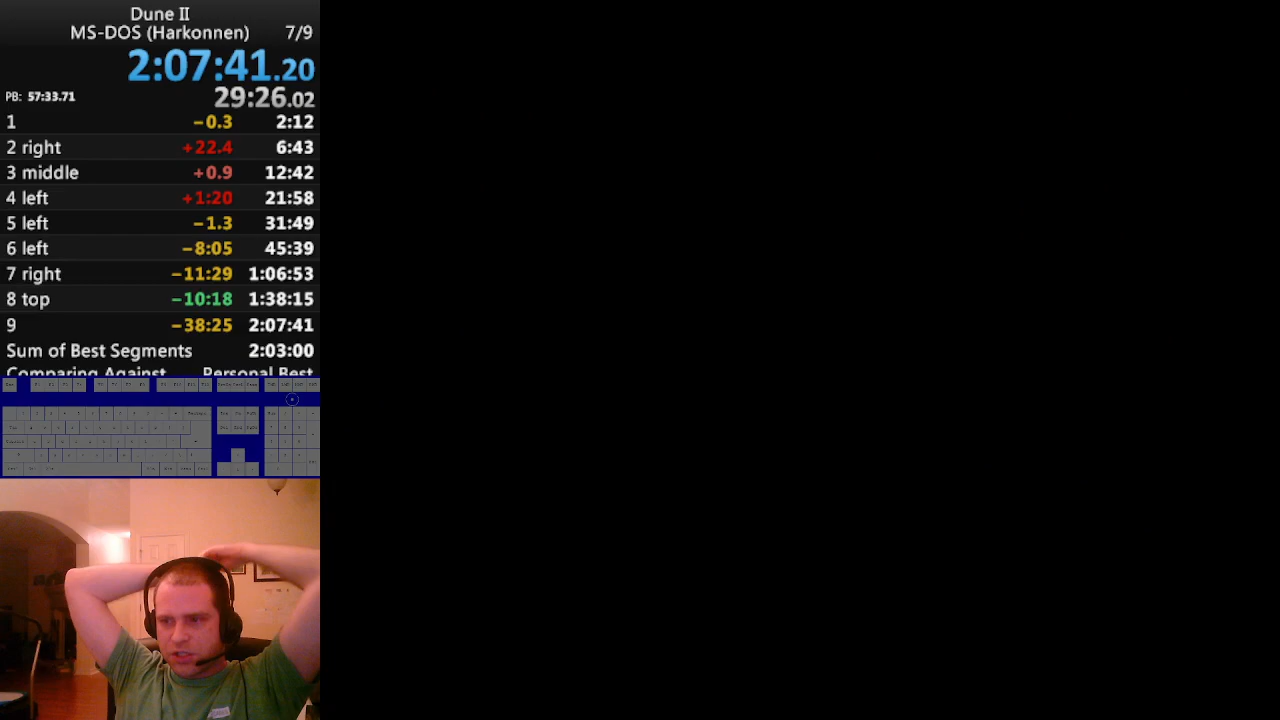 Dune II
MS-DOS (Harkonnen) 7/9
2:07:41.20
PB: 57:33.71 29:26.02
1 -0.3 2:12
2 right +22.4 6:43
3 middle +0.9 12:42
4 left +1:20 21:58
5 left -1.3 31:49
6 left -8:05 45:39
7 right -11:29 1:06:53
8 top -10:18 1:38:15
9 -38:25 2:07:41
Sum of Best Segments 2:03:00
Comparing Against Personal Best